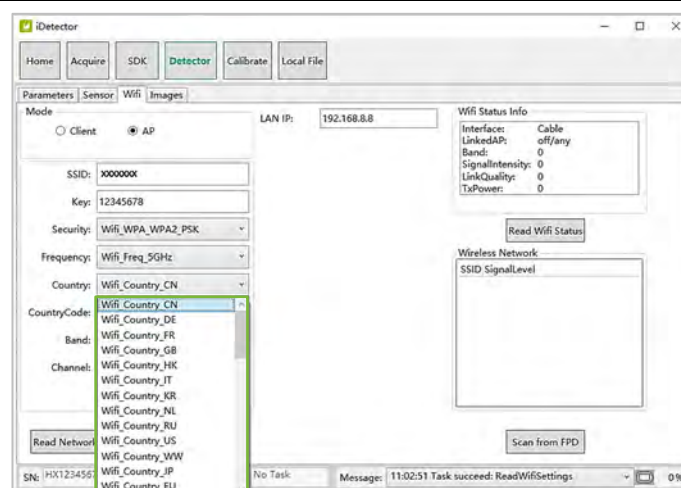 iDetector
Home Acquire SDK Detector Calibrate Local File
Parameters Sensor Wifi Images
Mode
Client AP
SSID: XXXXXXX
Key: 12345678
Security: Wifi_WPA_WPA2_PSK
Frequency: Wifi_Freq_5GHz
Country: Wifi_Country_CN
CountryCode:
Band:
Channel:
Wifi_Country_CN
Wifi_Country_DE
Wifi_Country_FR
Wifi_Country_GB
Wifi_Country_HK
Wifi_Country_IT
Wifi_Country_KR
Wifi_Country_NL
Wifi_Country_RU
Wifi_Country_US
Wifi_Country_WW
Wifi_Country_JP
Wifi_Country_EU
LAN IP: 192.168.8.8
Wifi Status Info
Interface: Cable
LinkedAP: off/any
Band: 0
SignalIntensity: 0
LinkQuality: 0
TxPower: 0
Read Wifi Status
Wireless Network
SSID SignalLevel
Read Network
Scan from FPD
SN: HX123456 No Task Message: 11:02:51 Task succeed: ReadWifiSettings 0%